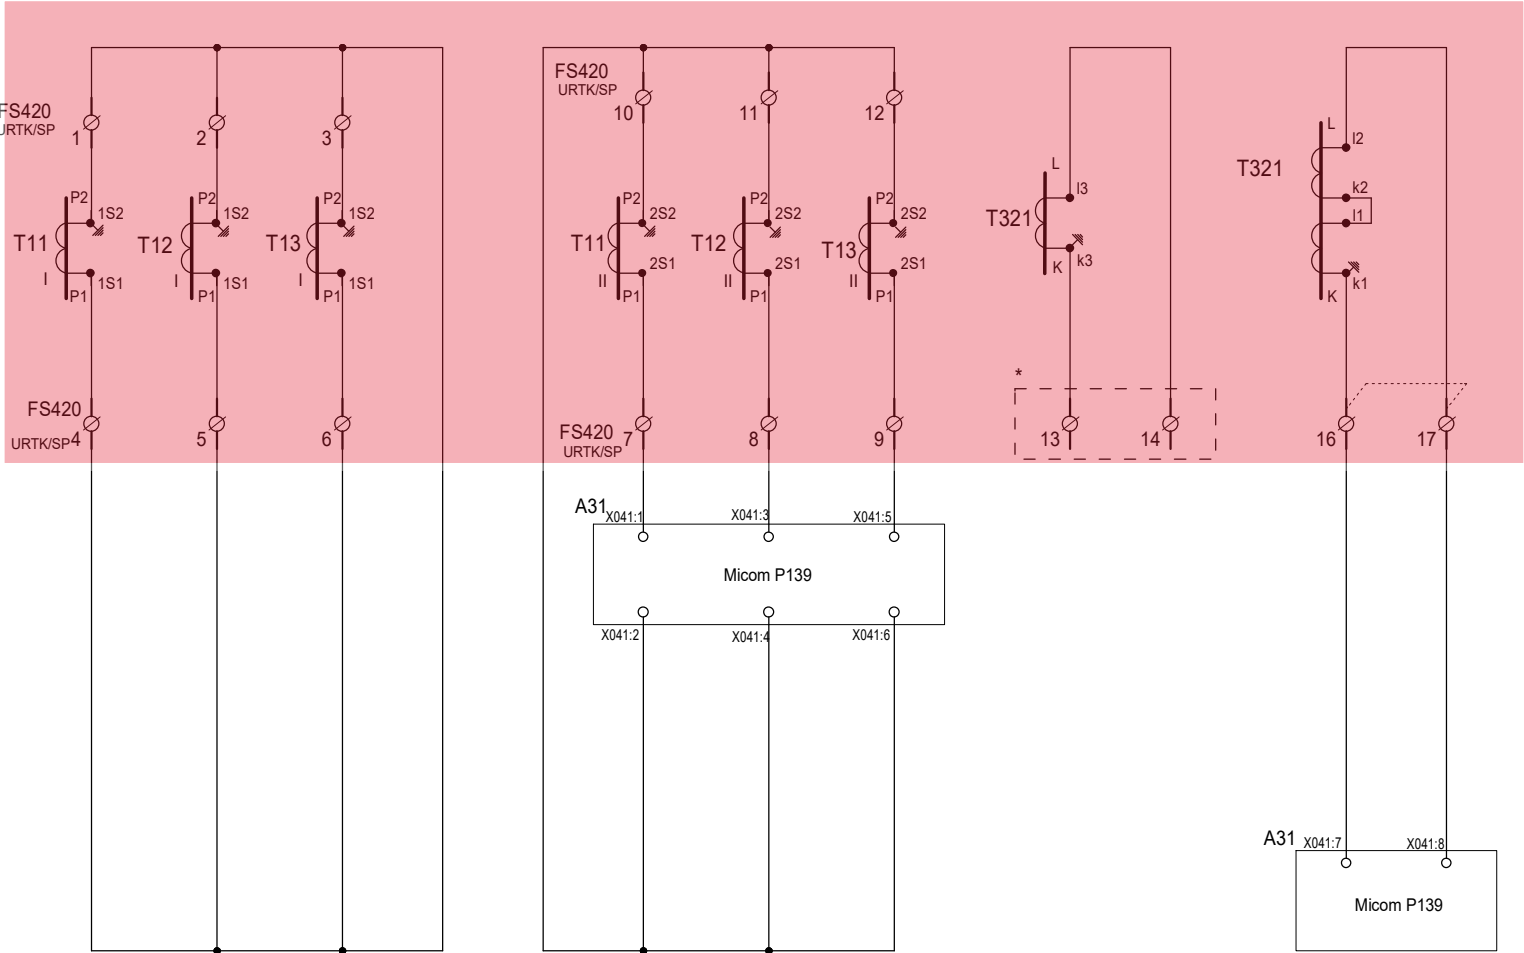 FS420
URTK/SP
1
2
3
P2
1S2
T11
I
1S1
P1
P2
1S2
T12
I
1S1
P1
P2
1S2
T13
I
1S1
P1
FS420
URTK/SP
4
5
6
FS420
URTK/SP
10
11
12
P2
2S2
T11
2S1
II
P1
P2
2S2
T12
2S1
II
P1
P2
2S2
T13
2S1
II
P1
FS420
URTK/SP
7
8
9
A31
X041:1
X041:3
X041:5
Micom P139
X041:2
X041:4
X041:6
L
l3
T321
k3
K
*
13
14
L
l2
T321
k2
l1
k1
K
16
17
A31
X041:7
X041:8
Micom P139